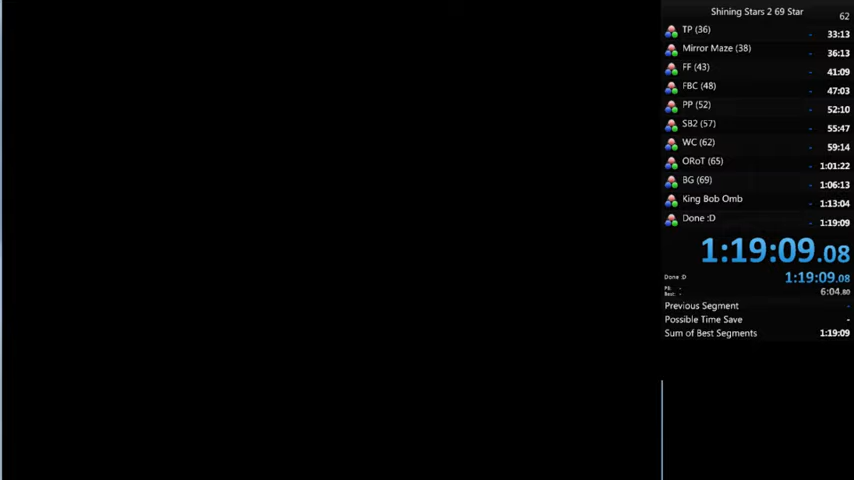 Shining Stars 2 69 Star
62
TP (36) - 33:13
Mirror Maze (38) - 36:13
FF (43) - 41:09
FBC (48) - 47:03
PP (52) - 52:10
SB2 (57) - 55:47
WC (62) - 59:14
ORoT (65) - 1:01:22
BG (69) - 1:06:13
King Bob Omb - 1:13:04
Done :D - 1:19:09
1:19:09.08
Done :D 1:19:09.08
PB: -
Best: - 6:04.80
Previous Segment -
Possible Time Save -
Sum of Best Segments 1:19:09